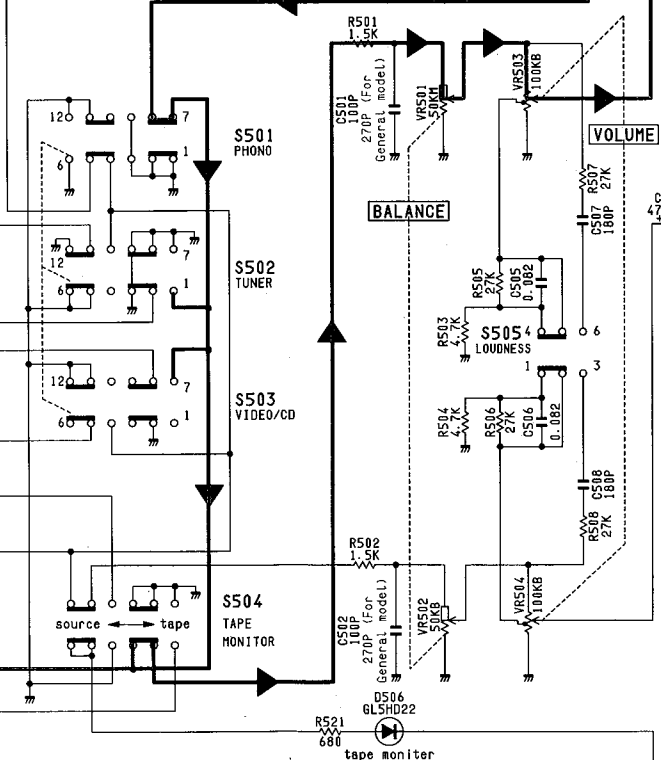 R501
1.5K
C501
100P
270P (For
General model)
VR501
50KM
VR503
100KB
VOLUME
12
7
6
1
S501
PHONO
BALANCE
R507
27K
C507
180P
C
47
12
7
6
1
S502
TUNER
R505
27K
C505
0.082
R503
4.7K
S505
LOUDNESS
4
6
1
3
12
7
6
1
S503
VIDEO/CD
R504
4.7K
R506
27K
C506
0.082
C508
180P
R508
27K
R502
1.5K
S504
TAPE
MONITOR
source
tape
C502
100P
270P (For
General model)
VR502
50KB
VR504
100KB
D506
GL5HD22
R521
680
tape moniter